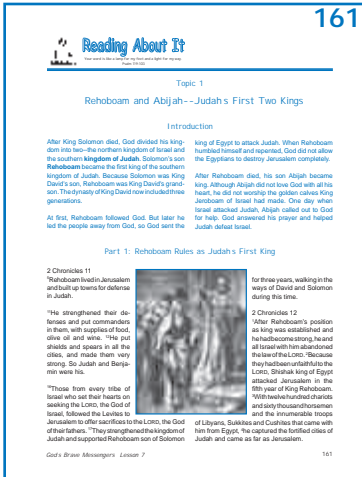 161
Reading About It
Your word is like a lamp for my feet and a light for my way.
Psalm 119:105
Topic 1
Rehoboam and Abijah--Judah's First Two Kings
Introduction
After King Solomon died, God divided his king-
dom into two--the northern kingdom of Israel and
the southern kingdom of Judah. Solomon's son
Rehoboam became the first king of the southern
kingdom of Judah. Because Solomon was King
David's son, Rehoboam was King David's grand-
son. The dynasty of King David now included three
generations.
At first, Rehoboam followed God. But later he
led the people away from God, so God sent the
king of Egypt to attack Judah. When Rehoboam
humbled himself and repented, God did not allow
the Egyptians to destroy Jerusalem completely.
After Rehoboam died, his son Abijah became
king. Although Abijah did not love God with all his
heart, he did not worship the golden calves King
Jeroboam of Israel had made. One day when
Israel attacked Judah, Abijah called out to God
for help. God answered his prayer and helped
Judah defeat Israel.
Part 1: Rehoboam Rules as Judah's First King
2 Chronicles 11
⁵Rehoboam lived in Jerusalem
and built up towns for defense
in Judah.
¹¹He strengthened their de-
fenses and put commanders
in them, with supplies of food,
olive oil and wine. ¹²He put
shields and spears in all the
cities, and made them very
strong. So Judah and Benja-
min were his.
¹⁶Those from every tribe of
Israel who set their hearts on
seeking the LORD, the God of
Israel, followed the Levites to
Jerusalem to offer sacrifices to the LORD, the God
of their fathers. ¹⁷They strengthened the kingdom of
Judah and supported Rehoboam son of Solomon
for three years, walking in the
ways of David and Solomon
during this time.
2 Chronicles 12
¹After Rehoboam's position
as king was established and
he had become strong, he and
all Israel with him abandoned
the law of the LORD. ²Because
they had been unfaithful to the
LORD, Shishak king of Egypt
attacked Jerusalem in the
fifth year of King Rehoboam.
³With twelve hundred chariots
and sixty thousand horsemen
and the innumerable troops
of Libyans, Sukkites and Cushites that came with
him from Egypt, ⁴he captured the fortified cities of
Judah and came as far as Jerusalem.
God's Brave Messengers Lesson 7
161